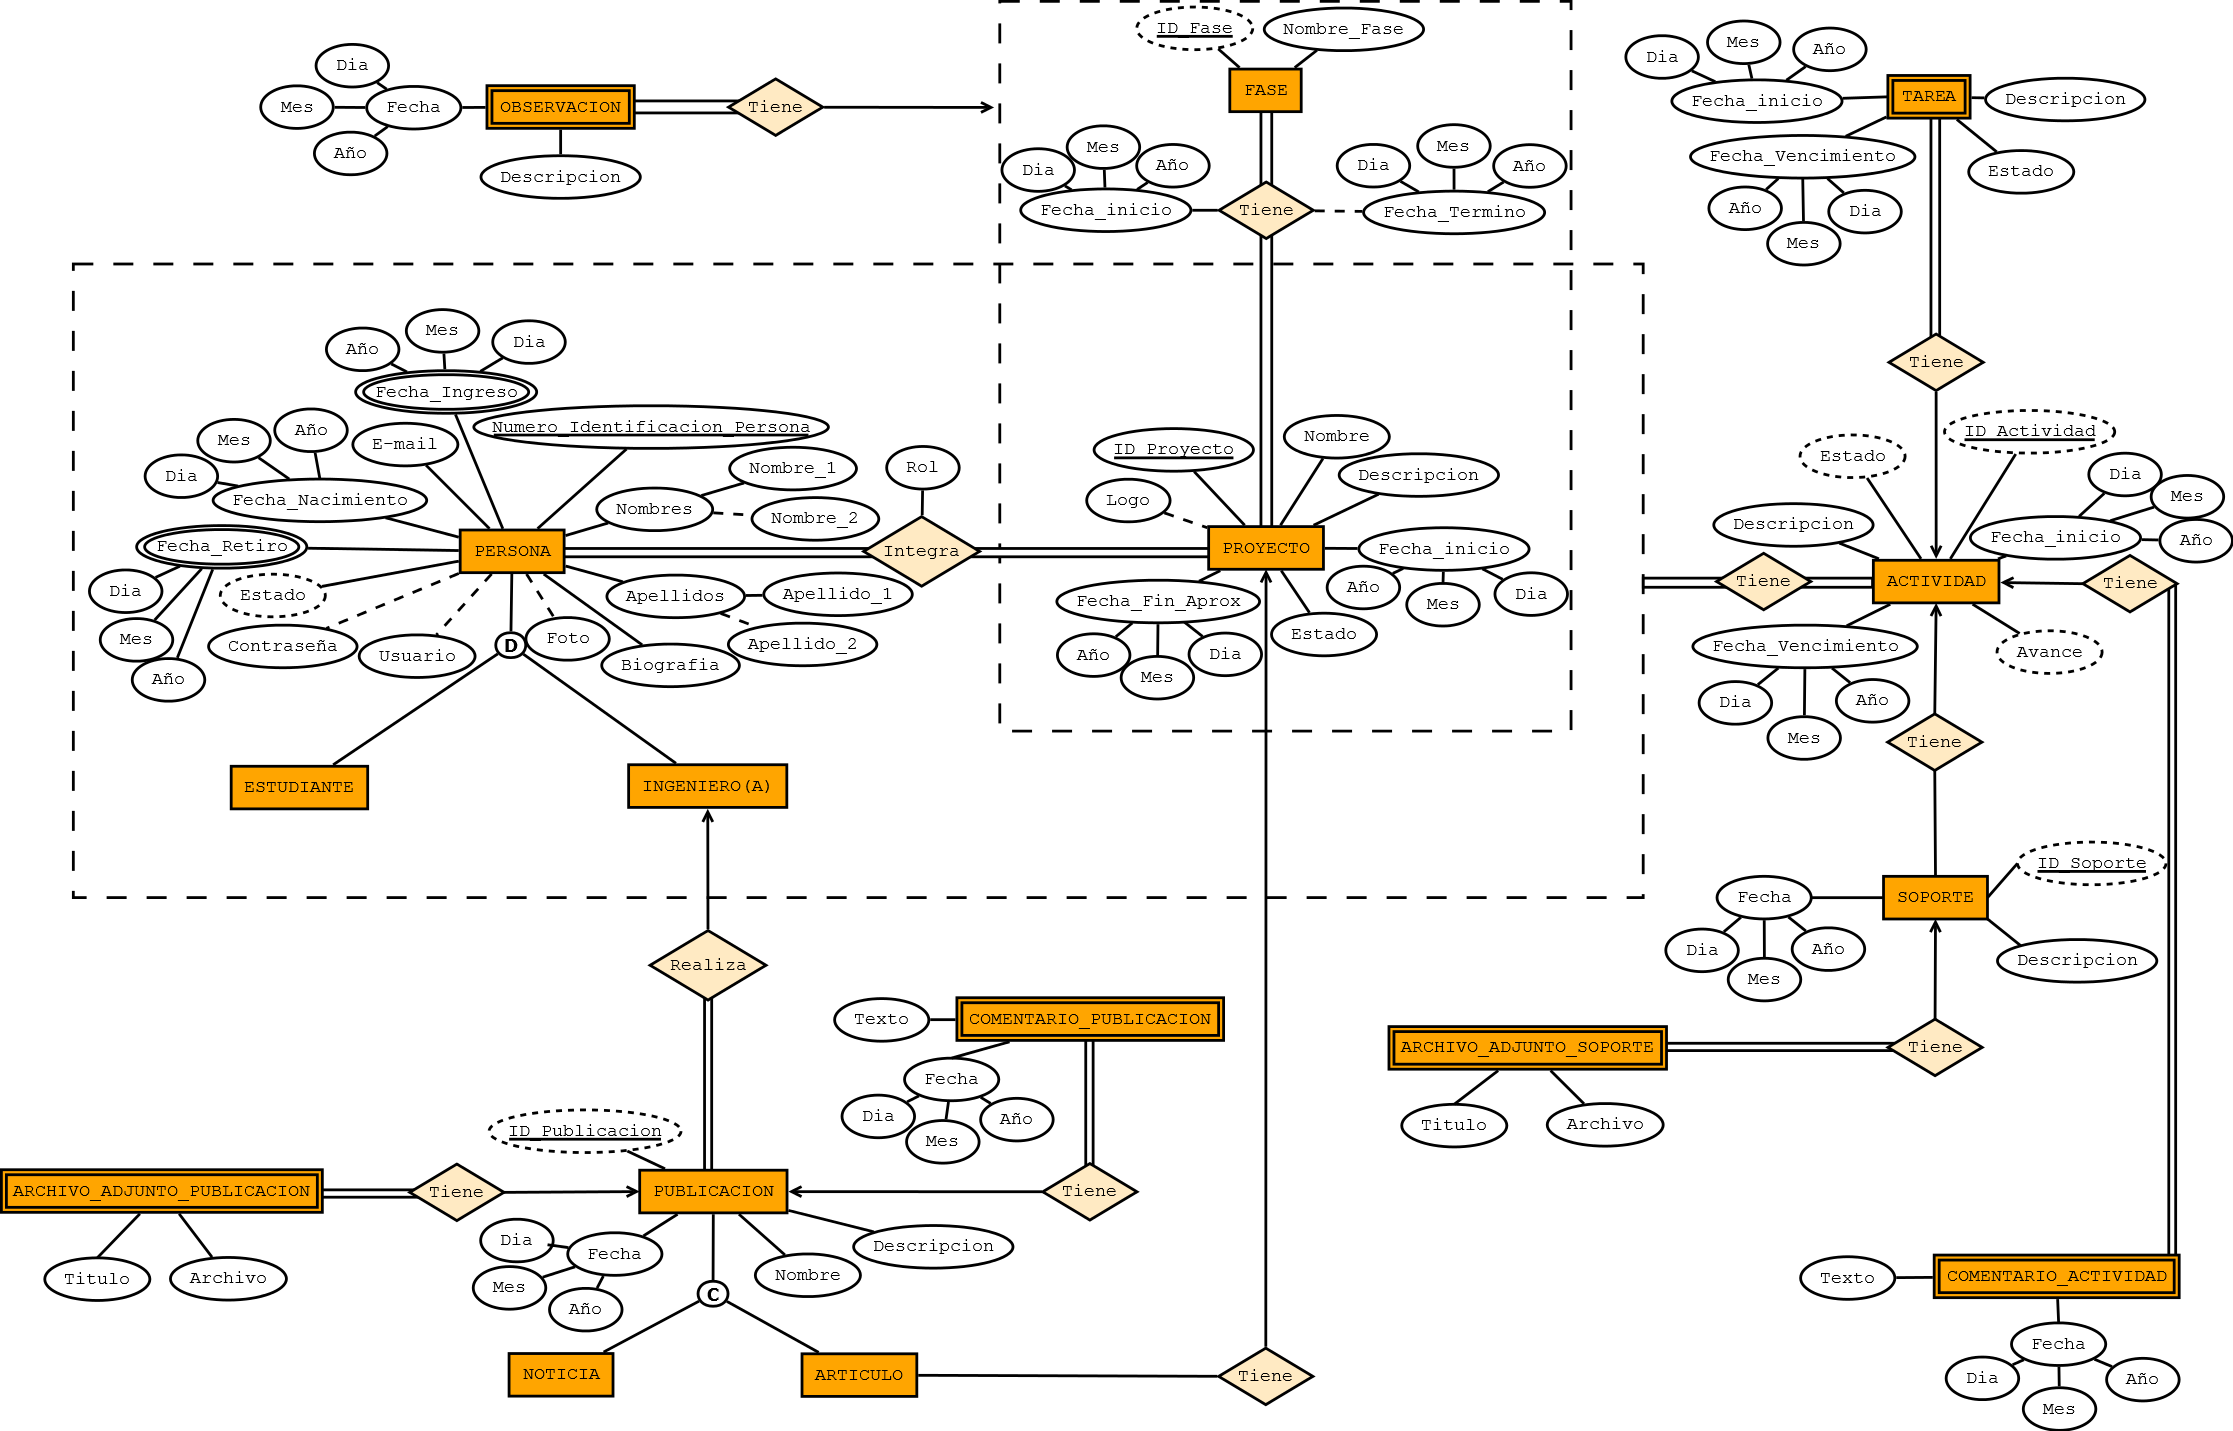 ID_Fase
Nombre_Fase
FASE
Dia
Mes
Año
Fecha
OBSERVACION
Descripcion
Tiene
Dia
Mes
Año
Fecha_inicio
Tiene
Dia
Mes
Año
Fecha_Termino
Dia
Mes
Año
Fecha_inicio
TAREA
Descripcion
Fecha_Vencimiento
Año
Mes
Dia
Estado
Tiene
Año
Mes
Dia
Fecha_Ingreso
Numero_Identificacion_Persona
E-mail
Dia
Mes
Año
Fecha_Nacimiento
Nombres
Nombre_1
Nombre_2
Rol
Fecha_Retiro
Dia
Mes
Año
PERSONA
Integra
Estado
Contraseña
Usuario
D
Foto
Biografia
Apellidos
Apellido_1
Apellido_2
ESTUDIANTE
INGENIERO(A)
ID_Proyecto
Nombre
Descripcion
Logo
PROYECTO
Fecha_inicio
Año
Mes
Dia
Fecha_Fin_Aprox
Año
Mes
Dia
Estado
Estado
ID_Actividad
Descripcion
Dia
Mes
Año
Fecha_inicio
Tiene
ACTIVIDAD
Tiene
Fecha_Vencimiento
Dia
Mes
Año
Avance
Tiene
ID_Soporte
Fecha
SOPORTE
Dia
Mes
Año
Descripcion
Realiza
Texto
COMENTARIO_PUBLICACION
Fecha
Dia
Mes
Año
ARCHIVO_ADJUNTO_SOPORTE
Tiene
Titulo
Archivo
ID_Publicacion
ARCHIVO_ADJUNTO_PUBLICACION
Tiene
PUBLICACION
Tiene
Titulo
Archivo
Dia
Mes
Año
Fecha
Nombre
Descripcion
C
NOTICIA
ARTICULO
Tiene
Texto
COMENTARIO_ACTIVIDAD
Fecha
Dia
Mes
Año